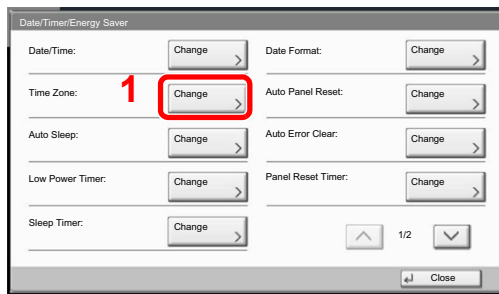 Date/Timer/Energy Saver
Date/Time: Change Date Format: Change
Time Zone: 1 Change Auto Panel Reset: Change
Auto Sleep: Change Auto Error Clear: Change
Low Power Timer: Change Panel Reset Timer: Change
Sleep Timer: Change 1/2
Close